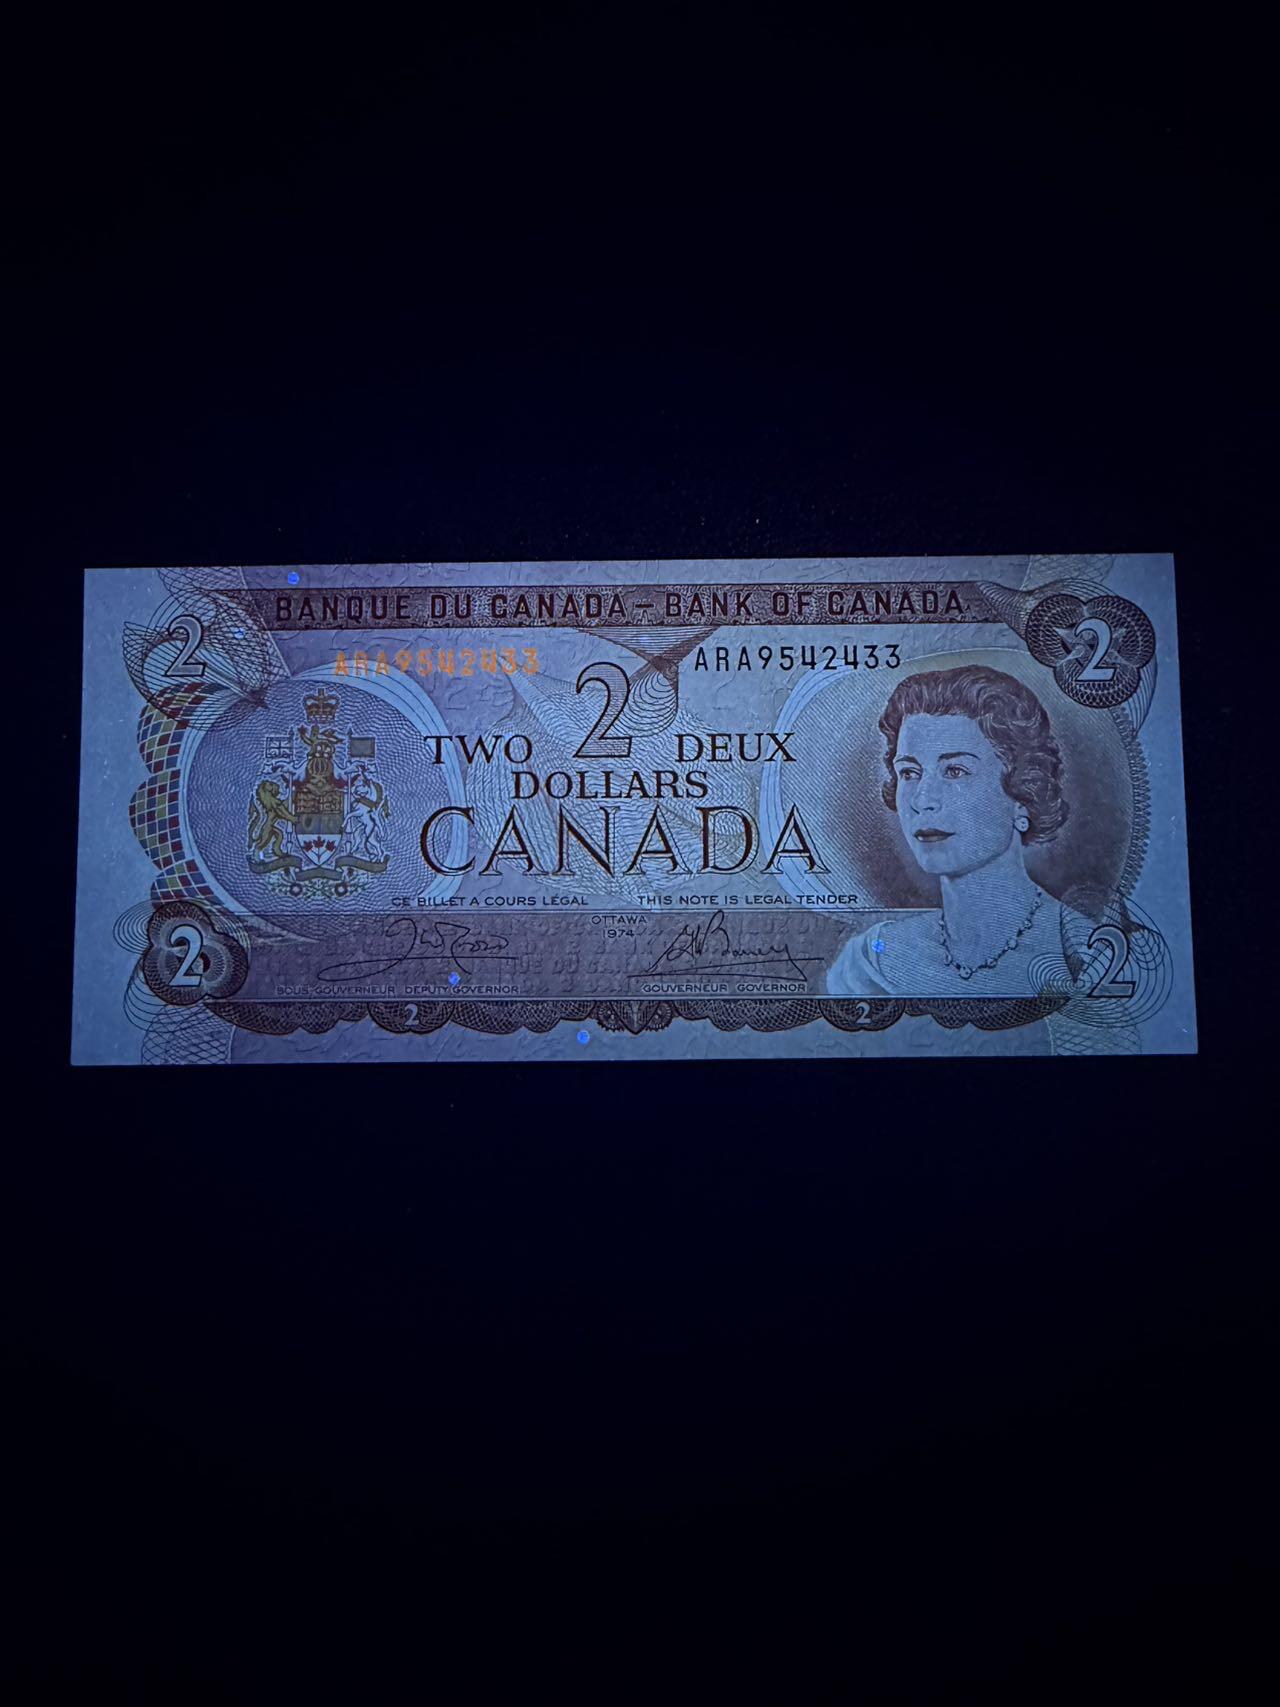 BANQUE DU CANADA – BANK OF CANADA
2
2
ARA9542433
ARA9542433
2
TWO
DEUX
DOLLARS
CANADA
CE BILLET A COURS LÉGAL
THIS NOTE IS LEGAL TENDER
OTTAWA
1974
SOUS-GOUVERNEUR DEPUTY GOVERNOR
GOUVERNEUR GOVERNOR
2
2
2
2